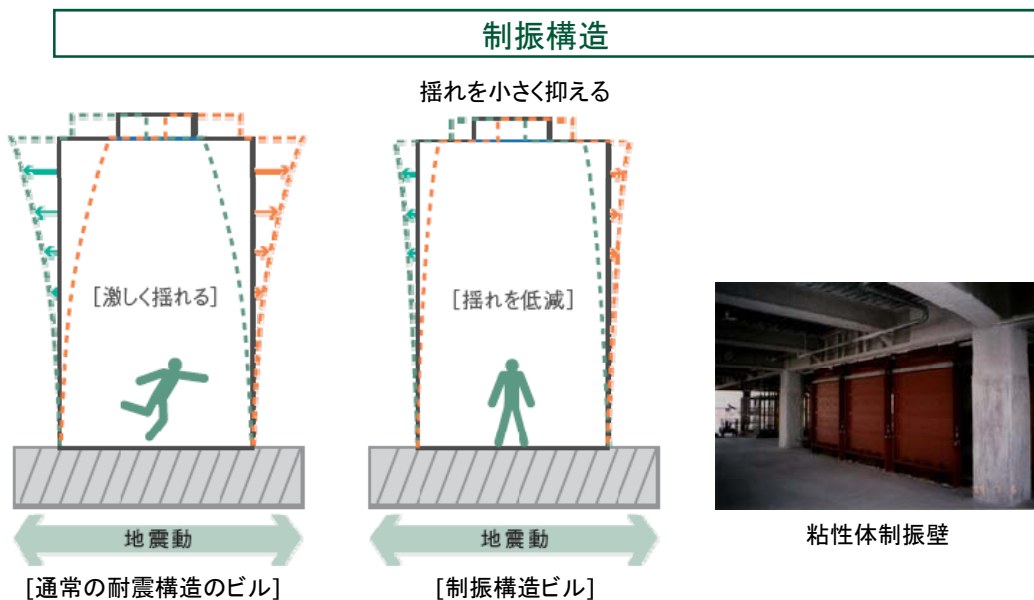 制振構造
揺れを小さく抑える
[激しく揺れる]
[揺れを低減]
地震動
地震動
粘性体制振壁
[通常の耐震構造のビル]
[制振構造ビル]